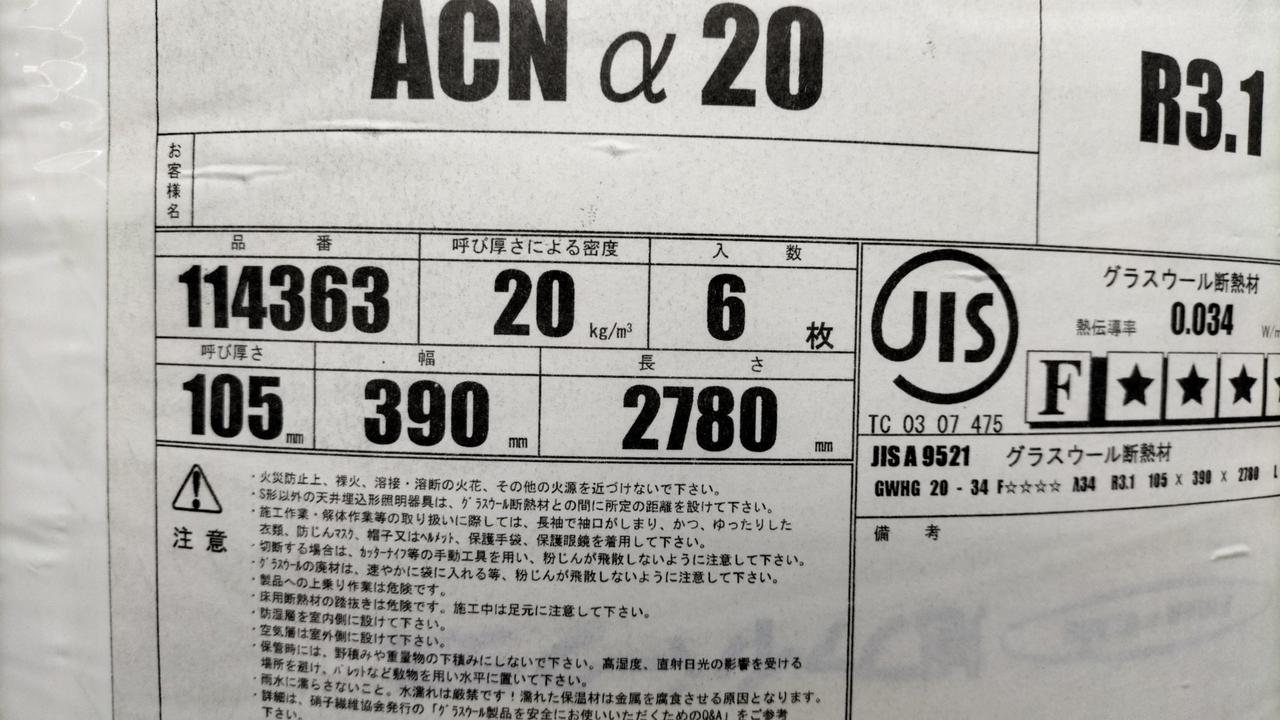 ACN α 20
R3.1
お客様名
品番
呼び厚さによる密度
入数
114363
20 kg/m³
6 枚
呼び厚さ
幅
長さ
105 mm
390 mm
2780 mm
JIS
TC 03 07 475
グラスウール断熱材
熱伝導率 0.034 W/m
F★★★
JIS A 9521 グラスウール断熱材
GWHG 20 - 34 F☆☆☆☆ A34 R3.1 105 × 390 × 2780
備考
注意
・火災防止上、裸火、溶接・溶断の火花、その他の火源を近づけないで下さい。
・S形以外の天井埋込形照明器具は、グラスウール断熱材との間に所定の距離を設けて下さい。
・施工作業・解体作業等の取り扱いに際しては、長袖で袖口がしまり、かつ、ゆったりした
衣類、防じんマスク、帽子又はヘルメット、保護手袋、保護眼鏡を着用して下さい。
・切断する場合は、カッターナイフ等の手動工具を用い、粉じんが飛散しないように注意して下さい。
・グラスウールの廃材は、速やかに袋に入れる等、粉じんが飛散しないように注意して下さい。
・製品への上乗り作業は危険です。
・床用断熱材の踏抜きは危険です。施工中は足元に注意して下さい。
・防湿層を室内側に設けて下さい。
・空気層は室外側に設けて下さい。
・保管時には、野積みや重量物の下積みにしないで下さい。高湿度、直射日光の影響を受ける
場所を避け、パレットなど敷物を用い水平に置いて下さい。
・雨水に濡らさないこと。水濡れは厳禁です！濡れた保温材は金属を腐食させる原因となります。
・詳細は、硝子繊維協会発行の「グラスウール製品を安全にお使いいただくためのQ&A」をご参考
下さい。